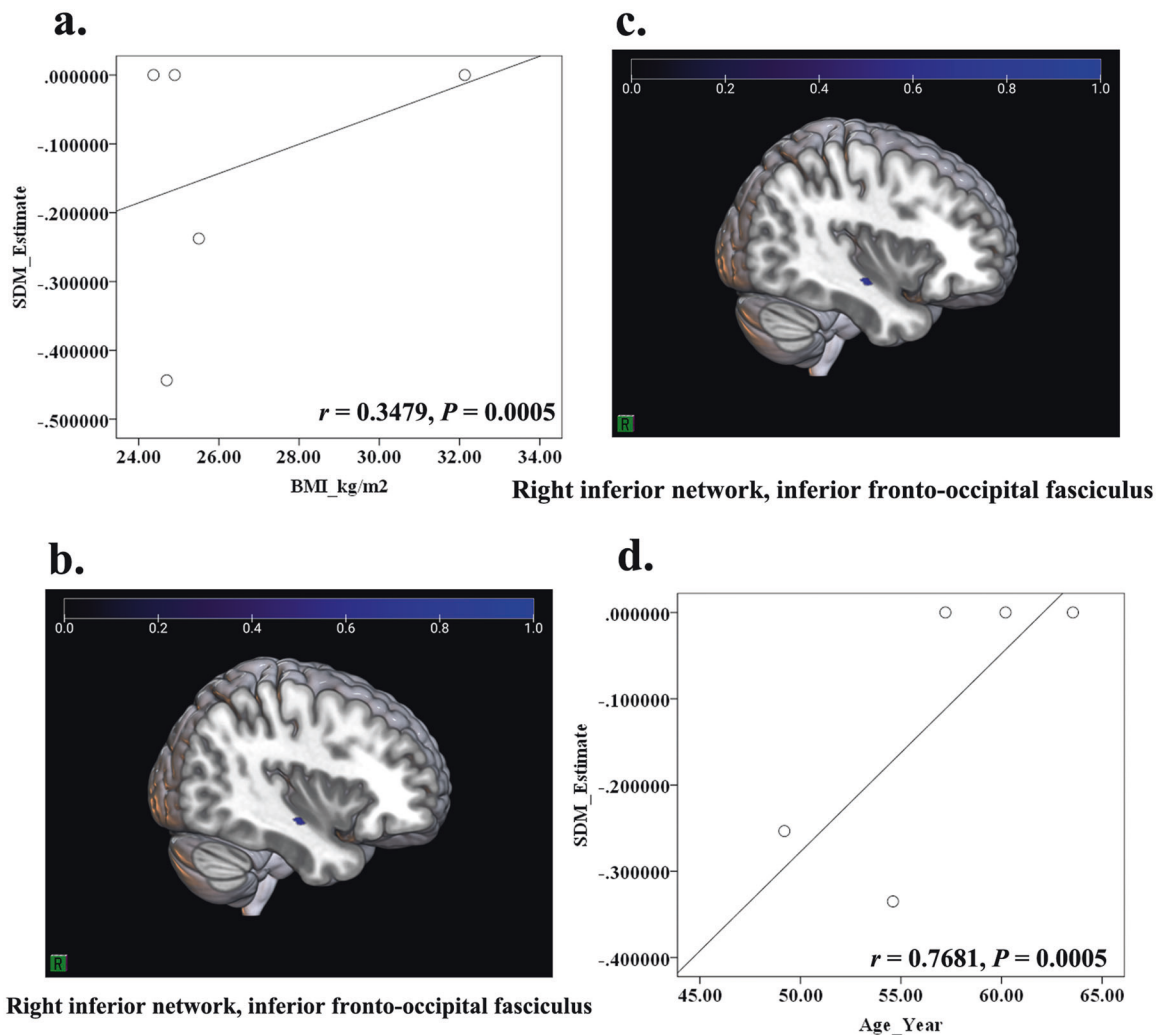 a.
.000000
-.100000
-.200000
-.300000
-.400000
-.500000
SDM_Estimate
r = 0.3479, P = 0.0005
24.00 26.00 28.00 30.00 32.00 34.00
BMI_kg/m2
c.
0.0 0.2 0.4 0.6 0.8 1.0
R
Right inferior network, inferior fronto-occipital fasciculus
b.
0.0 0.2 0.4 0.6 0.8 1.0
R
Right inferior network, inferior fronto-occipital fasciculus
d.
.000000
-.100000
-.200000
-.300000
-.400000
SDM_Estimate
r = 0.7681, P = 0.0005
45.00 50.00 55.00 60.00 65.00
Age_Year